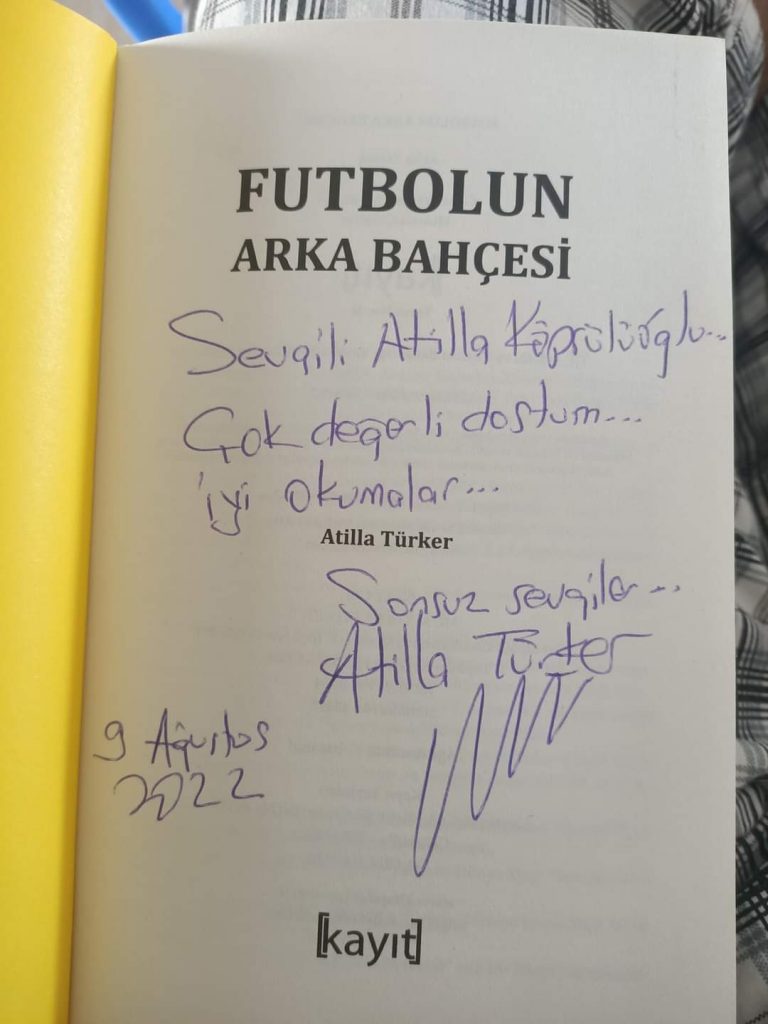 FUTBOLUN
ARKA BAHÇESİ
Sevgili Atilla Köprülüoğlu...
Çok değerli dostum...
iyi okumalar...
Atilla Türker
Sonsuz sevgiler...
Atilla Türker
9 Ağustos
2022
[kayıt]